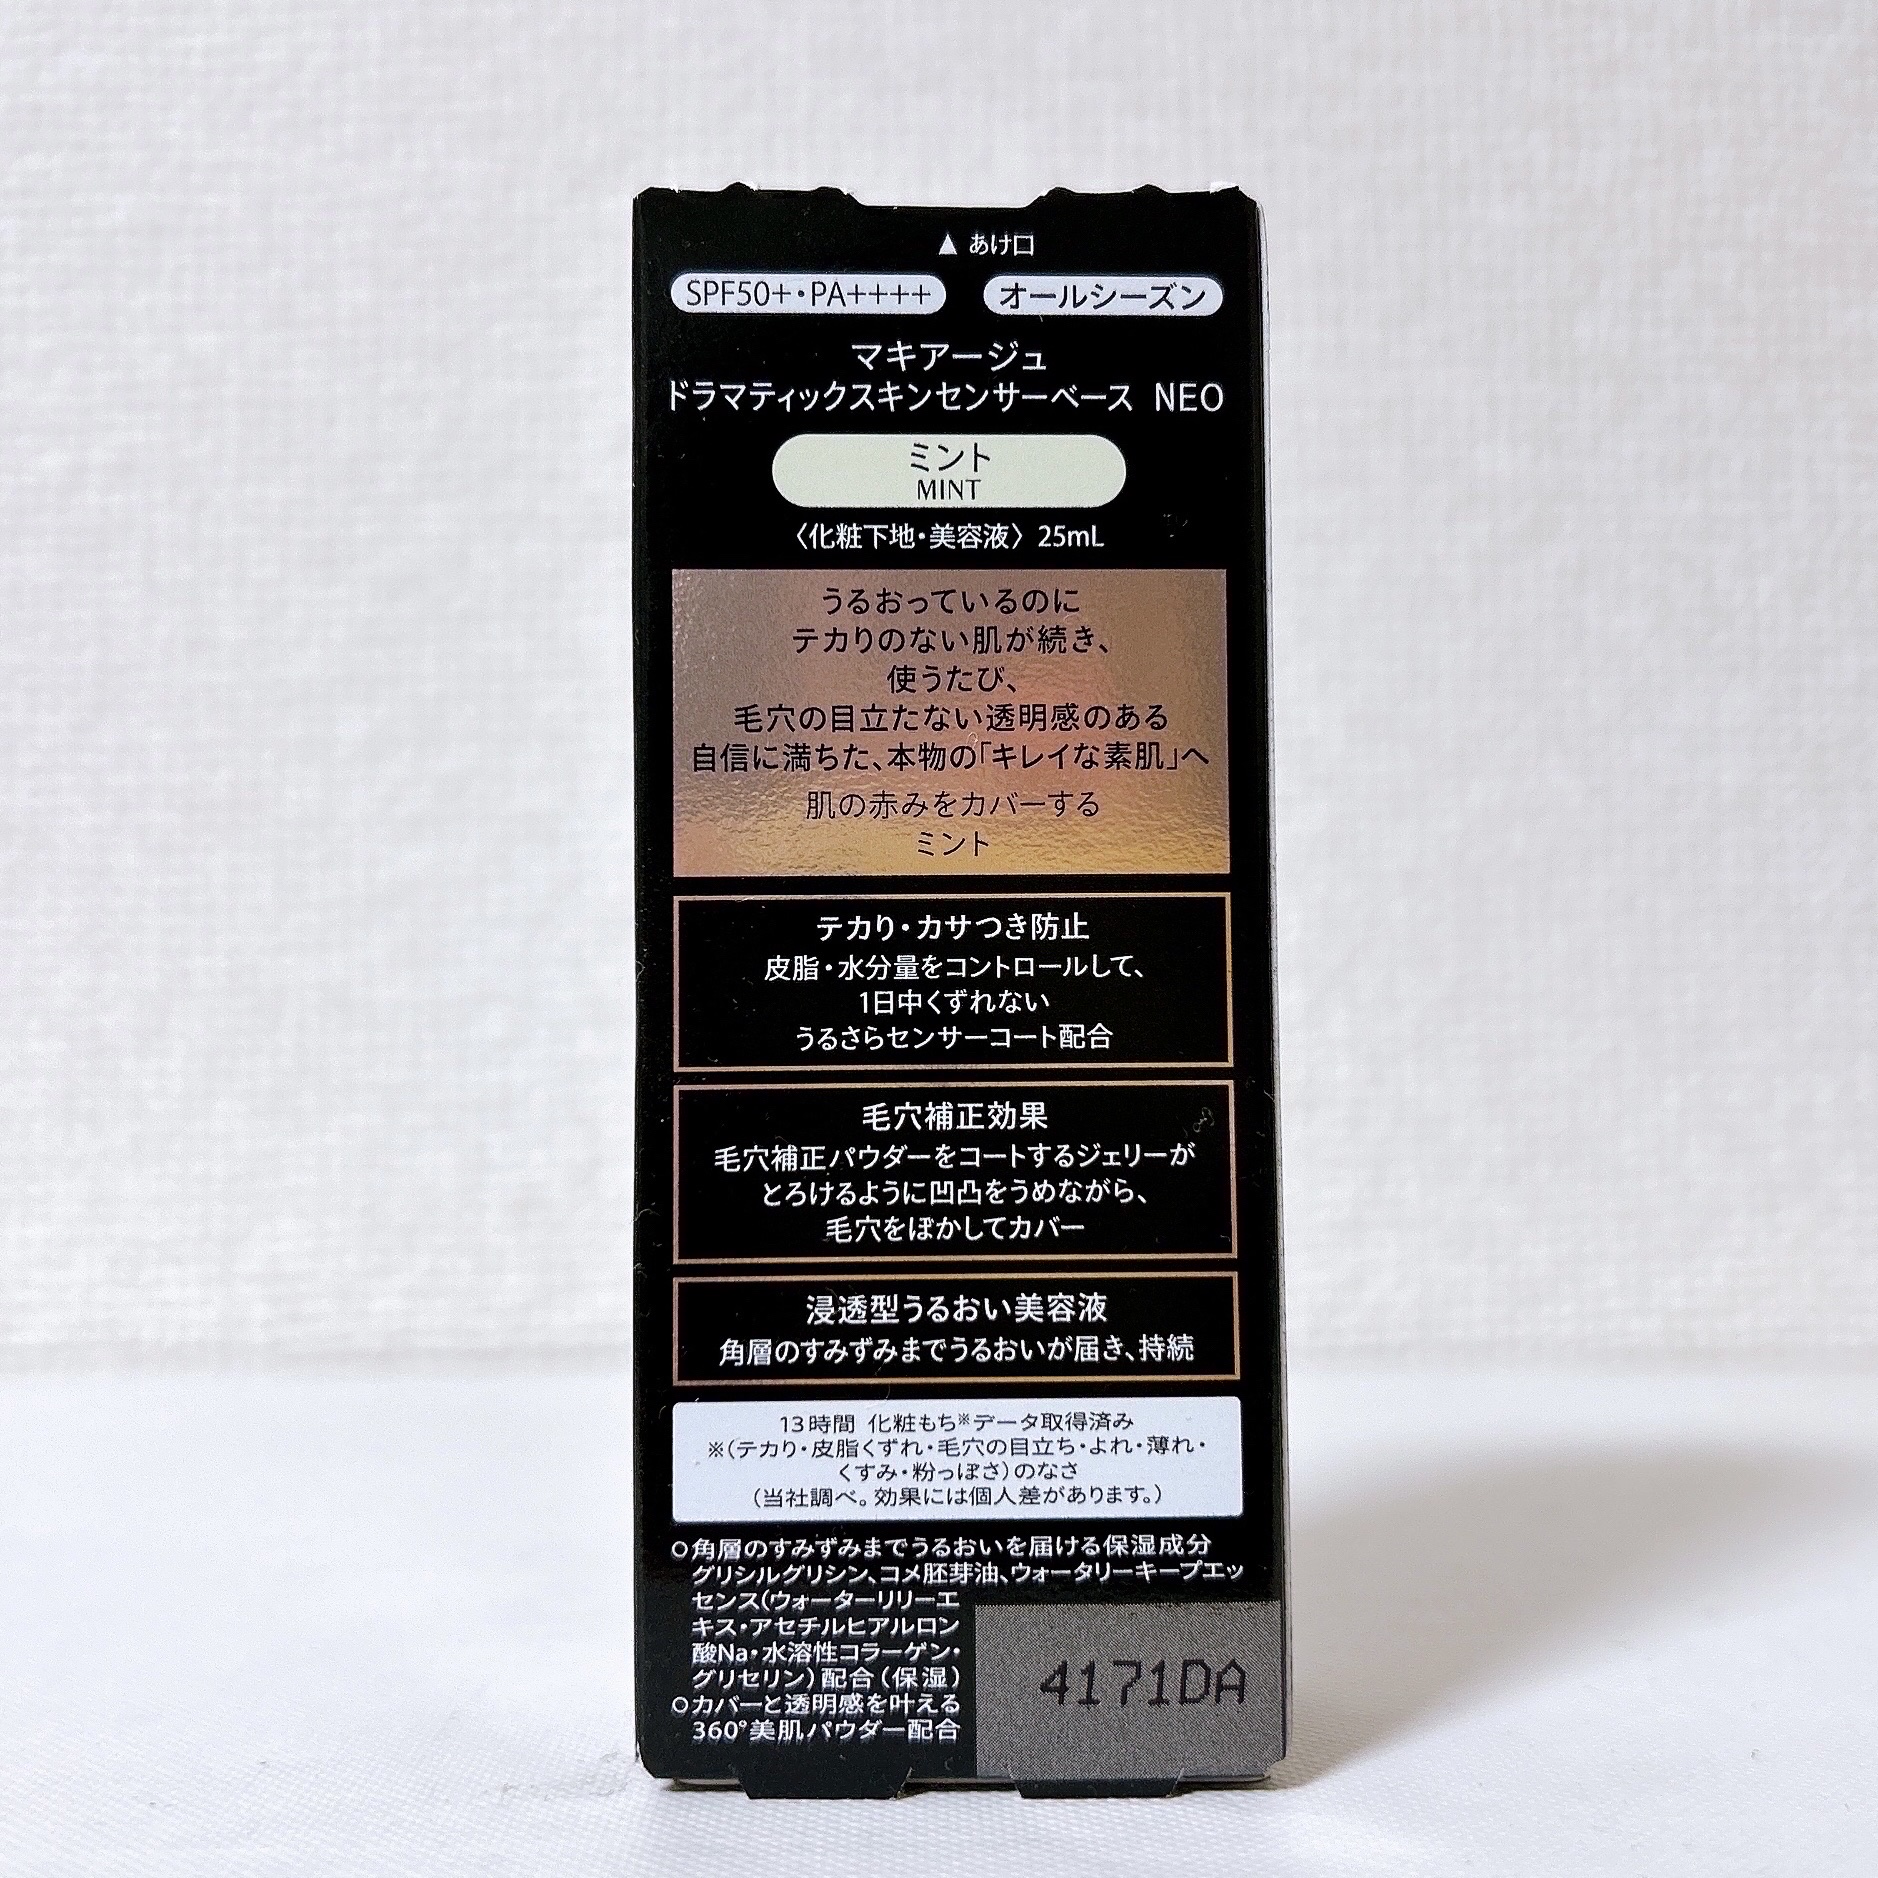 ▲ あけ口
SPF50+・PA++++ オールシーズン
マキアージュ
ドラマティックスキンセンサーベース NEO
ミント
MINT
〈化粧下地・美容液〉25mL
うるおっているのに
テカりのない肌が続き、
使うたび、
毛穴の目立たない透明感のある
自信に満ちた、本物の「キレイな素肌」へ
肌の赤みをカバーする
ミント
テカり・カサつき防止
皮脂・水分量をコントロールして、
1日中くずれない
うるさらセンサーコート配合
毛穴補正効果
毛穴補正パウダーをコートするジェリーが
とろけるように凹凸をうめながら、
毛穴をぼかしてカバー
浸透型うるおい美容液
角層のすみずみまでうるおいが届き、持続
13時間 化粧もち※データ取得済み
※（テカり・皮脂くずれ・毛穴の目立ち・よれ・薄れ・
くすみ・粉っぽさ）のなさ
（当社調べ。効果には個人差があります。）
○角層のすみずみまでうるおいを届ける保湿成分
グリシルグリシン、コメ胚芽油、ウォータリーキープエッ
センス（ウォーターリリーエ
キス・アセチルヒアルロン
酸Na・水溶性コラーゲン・
グリセリン）配合（保湿）
○カバーと透明感を叶える
360°美肌パウダー配合
4171DA